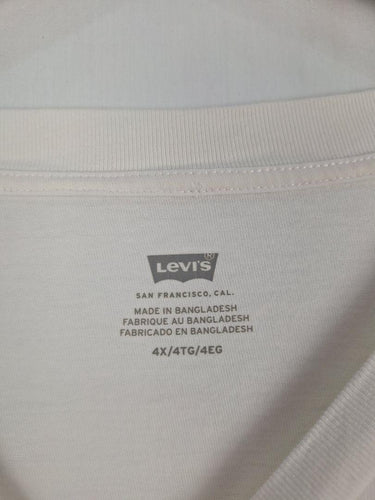 Levi's®
SAN FRANCISCO, CAL.
MADE IN BANGLADESH
FABRIQUE AU BANGLADESH
FABRICADO EN BANGLADESH
4X/4TG/4EG